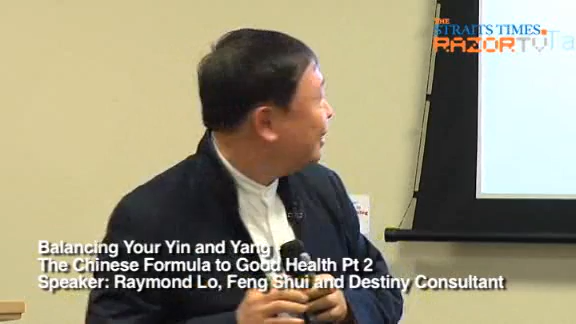 THE
STRAITS TIMES
RAZORTV
Ta
Balancing Your Yin and Yang -
The Chinese Formula to Good Health Pt 2
Speaker: Raymond Lo, Feng Shui and Destiny Consultant